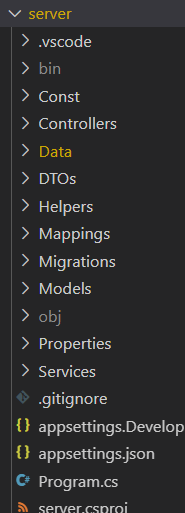 server
.vscode
bin
Const
Controllers
Data
DTOs
Helpers
Mappings
Migrations
Models
obj
Properties
Services
.gitignore
appsettings.Develop
appsettings.json
Program.cs
server.csproj